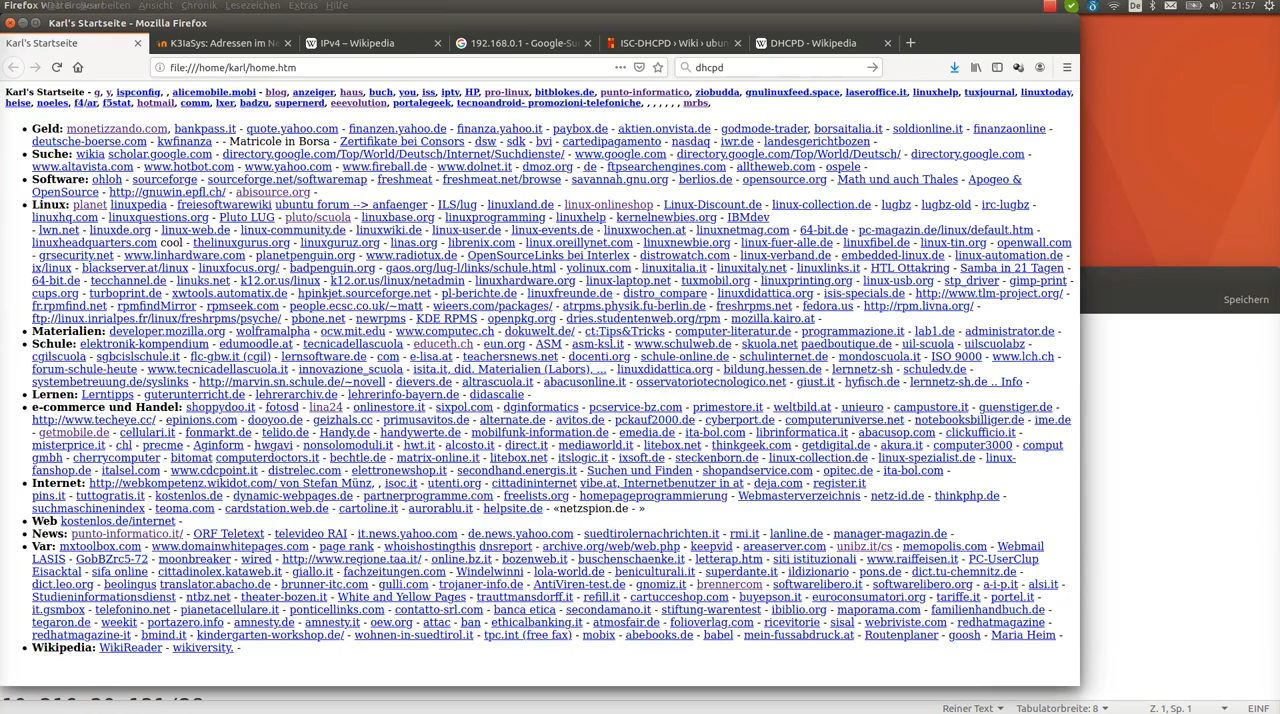 Firefox W
Bearbeiten Ansicht Chronik Lesezeichen Extras Hilfe
De 21:57
Karl's Startseite - Mozilla Firefox
Karl's Startseite K3IaSys: Adressen im Ne IPv4 – Wikipedia 192.168.0.1 - Google-Su ISC-DHCPD › Wiki › ubun DHCPD - Wikipedia
file:///home/karl/home.htm dhcpd
Karl's Startseite - g, y, ispconfig, , alicemobile.mobi - blog, anzeiger, haus, buch, you, iss, iptv, HP, pro-linux, bitblokes.de, punto-informatico, ziobudda, gnulinuxfeed.space, laseroffice.it, linuxhelp, tuxjournal, linuxtoday,
heise, noeles, f4/ar, f5stat, hotmail, comm, lxer, badzu, supernerd, eeevolution, portalegeek, tecnoandroid- promozioni-telefoniche, , , , , , , mrbs,
• Geld: monetizzando.com, bankpass.it - quote.yahoo.com - finanzen.yahoo.de - finanza.yahoo.it - paybox.de - aktien.onvista.de - godmode-trader, borsaitalia.it - soldionline.it - finanzaonline -
deutsche-boerse.com - kwfinanza - - Matricole in Borsa - Zertifikate bei Consors - dsw - sdk - bvi - cartedipagamento - nasdaq - iwr.de - landesgerichtbozen -
• Suche: wikia scholar.google.com - directory.google.com/Top/World/Deutsch/Internet/Suchdienste/ - www.google.com - directory.google.com/Top/World/Deutsch/ - directory.google.com -
www.altavista.com - www.hotbot.com - www.yahoo.com - www.fireball.de - www.dolnet.it - dmoz.org - de - ftpsearchengines.com - alltheweb.com - ospele -
• Software: ohloh - sourceforge - sourceforge.net/softwaremap - freshmeat - freshmeat.net/browse - savannah.gnu.org - berlios.de - opensource.org - Math und auch Thales - Apogeo &
OpenSource - http://gnuwin.epfl.ch/ - abisource.org -
• Linux: planet linuxpedia - freiesoftwarewiki ubuntu forum --> anfaenger - ILS/lug - linuxland.de - linux-onlineshop - Linux-Discount.de - linux-collection.de - lugbz - lugbz-old - irc-lugbz -
linuxhq.com - linuxquestions.org - Pluto LUG - pluto/scuola - linuxbase.org - linuxprogramming - linuxhelp - kernelnewbies.org - IBMdev
- lwn.net - linuxde.org - linux-web.de - linux-community.de - linuxwiki.de - linux-user.de - linux-events.de - linuxwochen.at - linuxnetmag.com - 64-bit.de - pc-magazin.de/linux/default.htm -
linuxheadquarters.com cool - thelinuxgurus.org - linuxguruz.org - linas.org - librenix.com - linux.oreillynet.com - linuxnewbie.org - linux-fuer-alle.de - linuxfibel.de - linux-tin.org - openwall.com
- grsecurity.net - www.linhardware.com - planetpenguin.org - www.radiotux.de - OpenSourceLinks bei Interlex - distrowatch.com - linux-verband.de - embedded-linux.de - linux-automation.de -
ix/linux - blackserver.at/linux - linuxfocus.org/ - badpenguin.org - gaos.org/lug-l/links/schule.html - yolinux.com - linuxitalia.it - linuxitaly.net - linuxlinks.it - HTL Ottakring - Samba in 21 Tagen -
64-bit.de - tecchannel.de - linuks.net - k12.or.us/linux - k12.or.us/linux/netadmin - linuxhardware.org - linux-laptop.net - tuxmobil.org - linuxprinting.org - linux-usb.org - stp_driver - gimp-print -
cups.org - turboprint.de - xwtools.automatix.de - hpinkjet.sourceforge.net - pl-berichte.de - linuxfreunde.de - distro_compare - linuxdidattica.org - isis-specials.de - http://www.tlm-project.org/ -
fr.rpmfind.net - rpmfindMirror - rpmseek.com - people.ecsc.co.uk/~matt - wieers.com/packages/ - atrpms.physik.fu-berlin.de - freshrpms.net - fedora.us - http://rpm.livna.org/ -
ftp://linux.inrialpes.fr/linux/freshrpms/psyche/ - pbone.net - newrpms - KDE RPMS - openpkg.org - dries.studentenweb.org/rpm - mozilla.kairo.at -
• Materialien: developer.mozilla.org - wolframalpha - ocw.mit.edu - www.computec.ch - dokuwelt.de/ - ct:Tips&Tricks - computer-literatur.de - programmazione.it - lab1.de - administrator.de
• Schule: elektronik-kompendium - edumoodle.at - tecnicadellascuola - educeth.ch - eun.org - ASM - asm-ksl.it - www.schulweb.de - skuola.net paedboutique.de - uil-scuola - uilscuolabz -
cgilscuola - sgbcislschule.it - flc-gbw.it (cgil) - lernsoftware.de - com - e-lisa.at - teachersnews.net - docenti.org - schule-online.de - schulinternet.de - mondoscuola.it - ISO 9000 - www.lch.ch -
forum-schule-heute - www.tecnicadellascuola.it - innovazione_scuola - isita.it, did. Materialien (Labors), ... - linuxdidattica.org - bildung.hessen.de - lernnetz-sh - schuledv.de -
systembetreuung.de/syslinks - http://marvin.sn.schule.de/~novell - dievers.de - altrascuola.it - abacusonline.it - osservatoriotecnologico.net - giust.it - hyfisch.de - lernnetz-sh.de .. Info -
• Lernen: Lerntipps - guterunterricht.de - lehrerarchiv.de - lehrerinfo-bayern.de - didascalie -
• e-commerce und Handel: shoppydoo.it - fotosd - lina24 - onlinestore.it - sixpol.com - dginformatics - pcservice-bz.com - primestore.it - weltbild.at - unieuro - campustore.it - guenstiger.de -
http://www.techeye.cc/ - epinions.com - dooyoo.de - geizhals.cc - primusavitos.de - alternate.de - avitos.de - pckauf2000.de - cyberport.de - computeruniverse.net - notebooksbilliger.de - ime.de
- getmobile.de - cellulari.it - fonmarkt.de - telido.de - Handy.de - handywerte.de - mobilfunk-information.de - emedia.de - ita-bol.com - librinformatica.it - abacusop.com - clickufficio.it -
misterprice.it - chl - precme - Aginform - hwgavi - nonsolomoduli.it - hwt.it - alcosto.it - direct.it - mediaworld.it - litebox.net - thinkgeek.com - getdigital.de - akura.it - computer3000 - comput
gmbh - cherrycomputer - bitomat computerdoctors.it - bechtle.de - matrix-online.it - litebox.net - itslogic.it - ixsoft.de - steckenborn.de - linux-collection.de - linux-spezialist.de - linux-
fanshop.de - italsel.com - www.cdcpoint.it - distrelec.com - elettronewshop.it - secondhand.energis.it - Suchen und Finden - shopandservice.com - opitec.de - ita-bol.com -
• Internet: http://webkompetenz.wikidot.com/ von Stefan Münz, , isoc.it - utenti.org - cittadininternet vibe.at, Internetbenutzer in at - deja.com - register.it
pins.it - tuttogratis.it - kostenlos.de - dynamic-webpages.de - partnerprogramme.com - freelists.org - homepageprogrammierung - Webmasterverzeichnis - netz-id.de - thinkphp.de -
suchmaschinenindex - teoma.com - cardstation.web.de - cartoline.it - aurorablu.it - helpsite.de - «netzspion.de - »
• Web kostenlos.de/internet -
• News: punto-informatico.it/ - ORF Teletext - televideo RAI - it.news.yahoo.com - de.news.yahoo.com - suedtirolernachrichten.it - rmi.it - lanline.de - manager-magazin.de -
• Var: mxtoolbox.com - www.domainwhitepages.com - page rank - whoishostingthis dnsreport - archive.org/web/web.php - keepvid - areaserver.com - unibz.it/cs - memopolis.com - Webmail
LASIS - GobBZrc5-72 - moonbreaker - wired - http://www.regione.taa.it/ - online.bz.it - bozenweb.it - buschenschaenke.it - letterap.htm - siti istituzionali - www.raiffeisen.it - PC-UserClup
Eisacktal - sifa online - cittadinolex.kataweb.it - giallo.it - fachzeitungen.com - Windelwinni - lola-world.de - beniculturali.it - superdante.it - ildizionario - pons.de - dict.tu-chemnitz.de -
dict.leo.org - beolingus translator.abacho.de - brunner-itc.com - gulli.com - trojaner-info.de - AntiViren-test.de - gnomiz.it - brennercom - softwarelibero.it - softwarelibero.org - a-i-p.it - alsi.it -
Studieninformationsdienst - ntbz.net - theater-bozen.it - White and Yellow Pages - trauttmansdorff.it - refill.it - cartucceshop.com - buyepson.it - euroconsumatori.org - tariffe.it - portel.it -
it.gsmbox - telefonino.net - pianetacellulare.it - ponticellinks.com - contatto-srl.com - banca etica - secondamano.it - stiftung-warentest - ibiblio.org - maporama.com - familienhandbuch.de -
tegaron.de - weekit - portazero.info - amnesty.de - amnesty.it - oew.org - attac - ban - ethicalbanking.it - atmosfair.de - folioverlag.com - ricevitorie - sisal - webriviste.com - redhatmagazine -
redhatmagazine-it - bmind.it - kindergarten-workshop.de/ - wohnen-in-suedtirol.it - tpc.int (free fax) - mobix - abebooks.de - babel - mein-fussabdruck.at - Routenplaner - goosh - Maria Heim -
• Wikipedia: WikiReader - wikiversity. -
Speichern
Reiner Text Tabulatorbreite: 8 Z. 1, Sp. 1 EINF